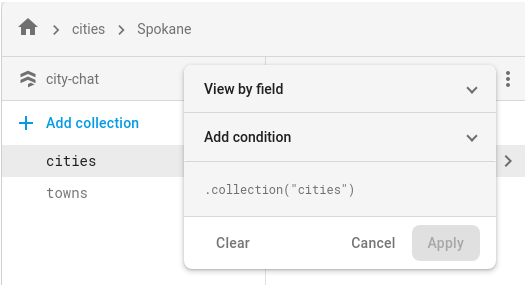 cities
Spokane
city-chat
Add collection
cities
towns
View by field
Add condition
.collection("cities")
Clear
Cancel
Apply